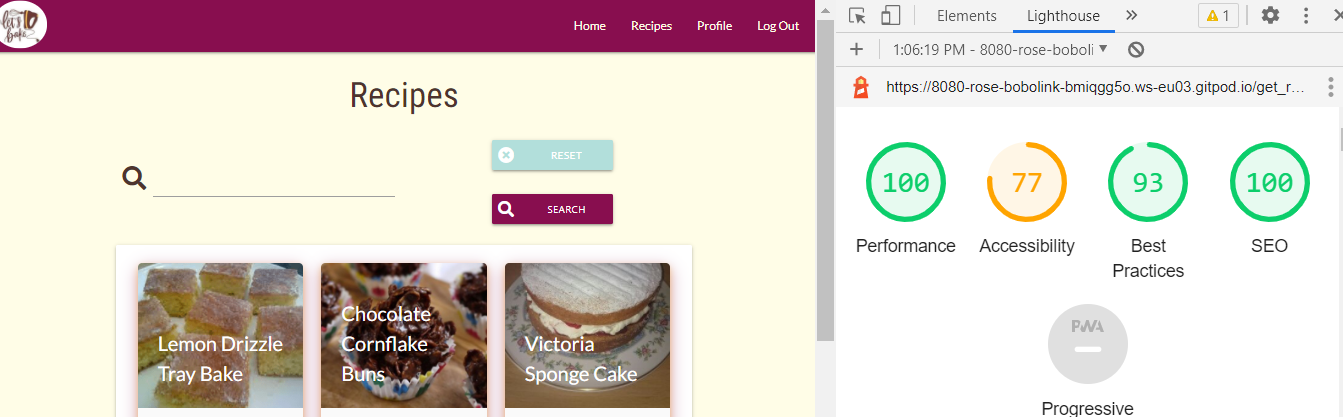 let's
bake
Home Recipes Profile Log Out
Recipes
RESET
SEARCH
Lemon Drizzle
Tray Bake
Chocolate
Cornflake
Buns
Victoria
Sponge Cake
Elements Lighthouse 1
1:06:19 PM - 8080-rose-boboli
https://8080-rose-bobolink-bmiqgg5o.ws-eu03.gitpod.io/get_r...
100 77 93 100
Performance Accessibility Best SEO
Practices
PWA
Progressive